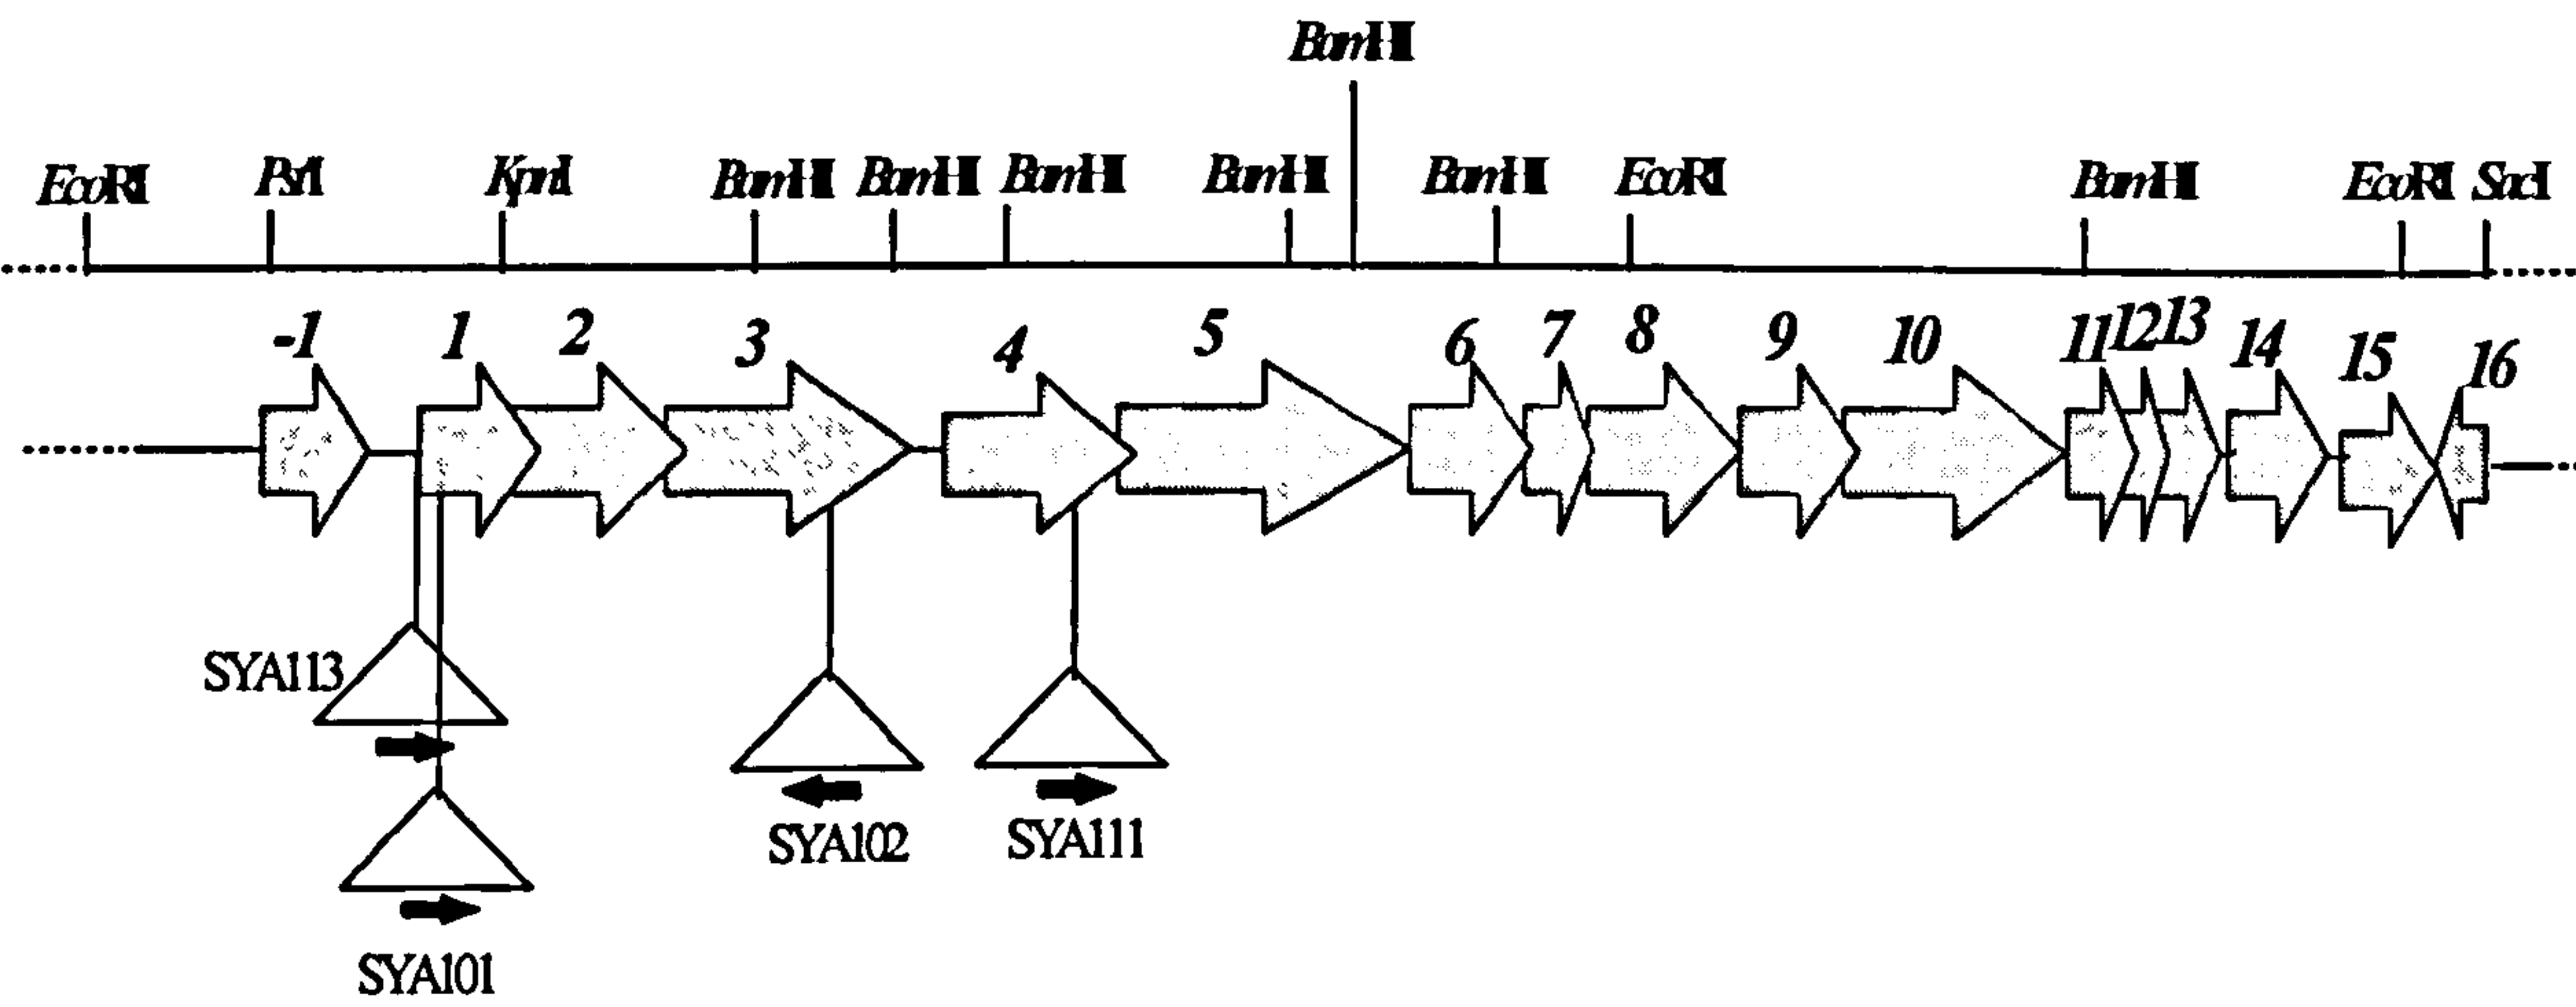 BamHI
EcoRI PstI KpnI BamHI BamHI BamHI BamHI BamHI EcoRI BamHI EcoRI SacI
-1 1 2 3 4 5 6 7 8 9 10 11 12 13 14 15 16
SYA113
SYA102 SYA111
SYA101